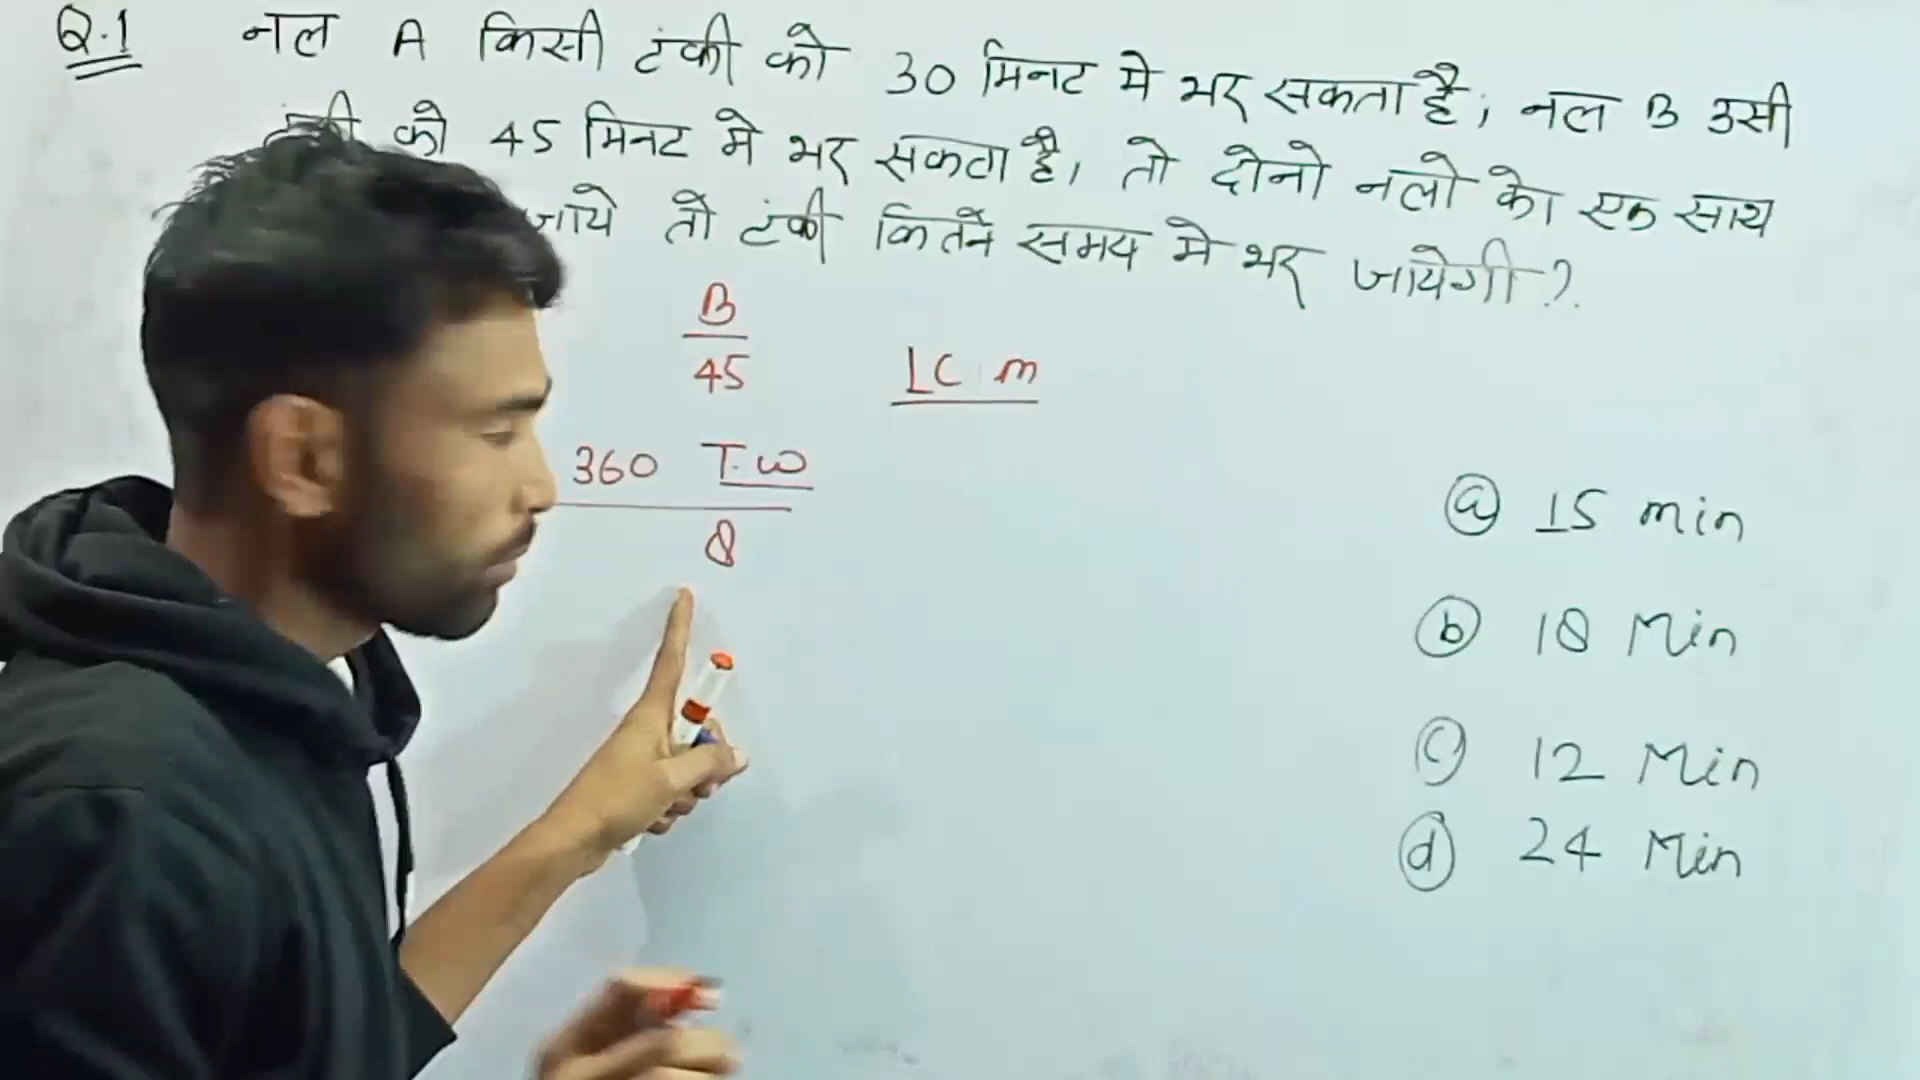 Q.1 नल A किसी टंकी को 30 मिनट मे भर सकता है, नल B उसी
को 45 मिनट मे भर सकता है, तो दोनो नलो को एक साथ
जाये तो टंकी कितने समय मे भर जायेगी ?
B
45
LCM
360 T.W
8
(a) 15 min
(b) 18 Min
(c) 12 Min
(d) 24 Min